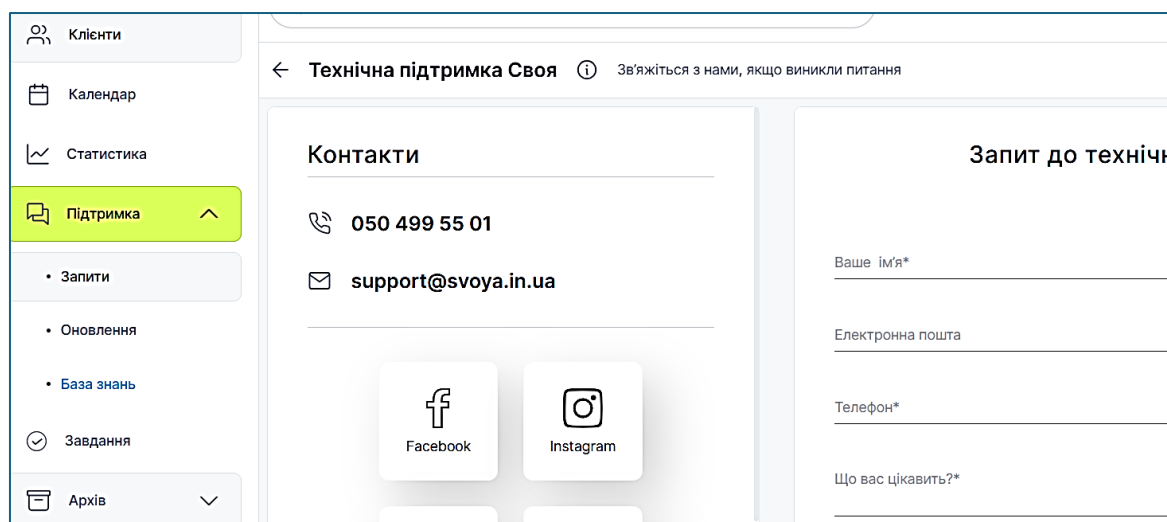 Клієнти
Календар
Статистика
Підтримка
• Запити
• Оновлення
• База знань
Завдання
Архів
Технічна підтримка Своя
Зв'яжіться з нами, якщо виникли питання
Контакти
050 499 55 01
support@svoya.in.ua
Facebook
Instagram
Запит до
Ваше ім'я*
Електронна пошта
Телефон*
Що вас цікавить?*